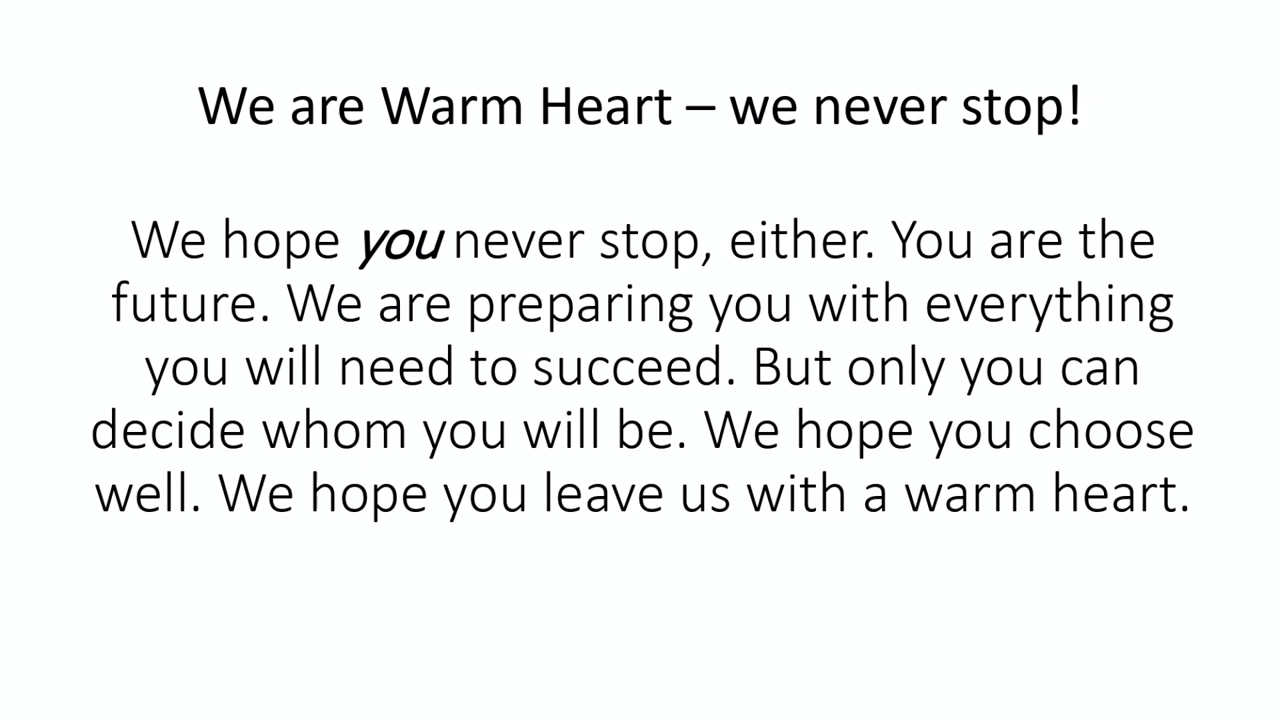 We are Warm Heart – we never stop!
We hope you never stop, either. You are the
future. We are preparing you with everything
you will need to succeed. But only you can
decide whom you will be. We hope you choose
well. We hope you leave us with a warm heart.